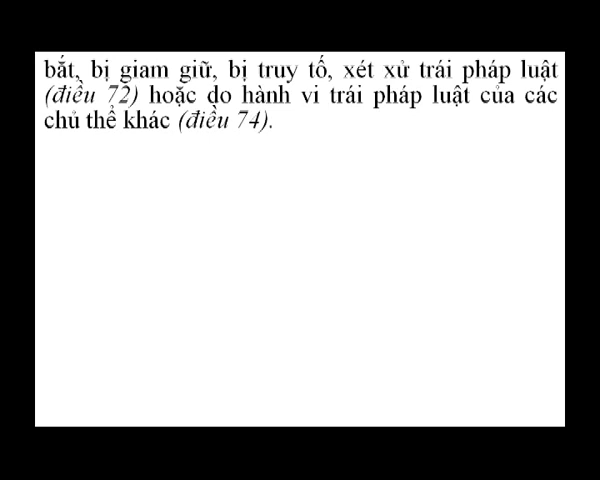 bắt, bị giam giữ, bị truy tố, xét xử trái pháp luật
(điều 72) hoặc do hành vi trái pháp luật của các
chủ thể khác (điều 74).